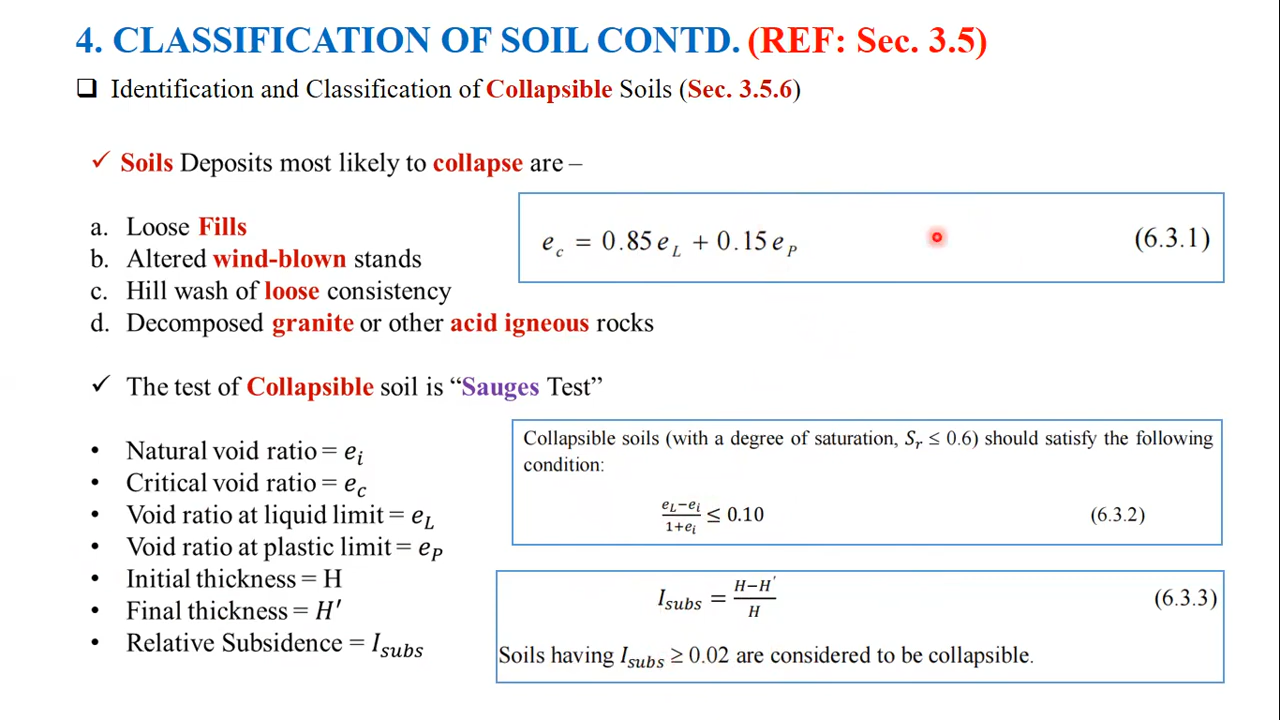 4. CLASSIFICATION OF SOIL CONTD. (REF: Sec. 3.5)
❑ Identification and Classification of Collapsible Soils (Sec. 3.5.6)
✓ Soils Deposits most likely to collapse are –
a. Loose Fills
b. Altered wind-blown stands
c. Hill wash of loose consistency
d. Decomposed granite or other acid igneous rocks
e_c = 0.85 e_L + 0.15 e_P (6.3.1)
✓ The test of Collapsible soil is “Sauges Test”
• Natural void ratio = e_i
• Critical void ratio = e_c
• Void ratio at liquid limit = e_L
• Void ratio at plastic limit = e_P
• Initial thickness = H
• Final thickness = H′
• Relative Subsidence = I_subs
Collapsible soils (with a degree of saturation, S_r ≤ 0.6) should satisfy the following
condition:
(e_L−e_i)/(1+e_i) ≤ 0.10 (6.3.2)
I_subs = (H−H′)/H (6.3.3)
Soils having I_subs ≥ 0.02 are considered to be collapsible.